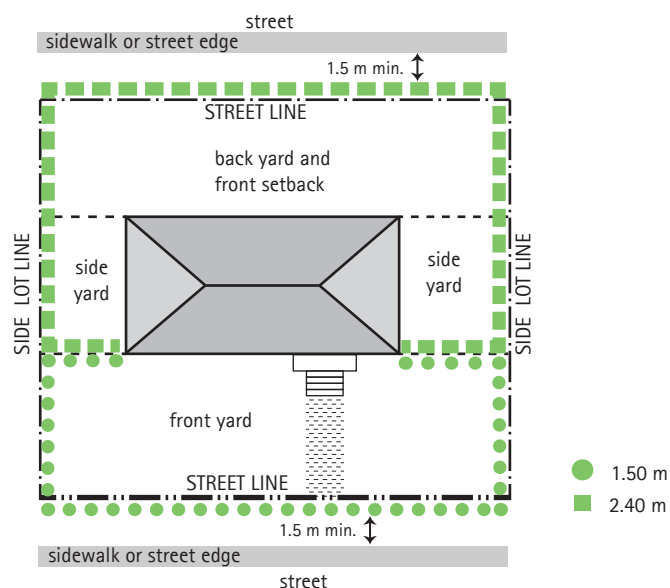 street
sidewalk or street edge
1.5 m min.
STREET LINE
back yard and
front setback
SIDE LOT LINE
side
yard
side
yard
SIDE LOT LINE
front yard
1.50 m
STREET LINE
2.40 m
1.5 m min.
sidewalk or street edge
street